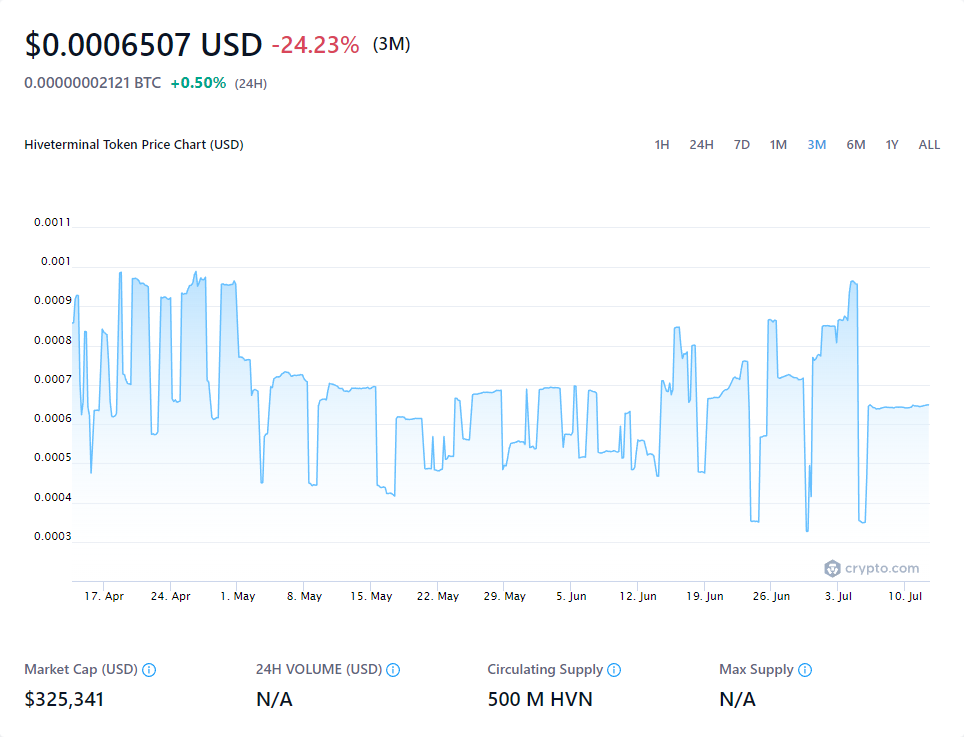 $0.0006507 USD -24.23% (3M)
0.00000002121 BTC +0.50% (24H)
Hiveterminal Token Price Chart (USD) 1H 24H 7D 1M 3M 6M 1Y ALL
0.0011
0.001
0.0009
0.0008
0.0007
0.0006
0.0005
0.0004
0.0003
crypto.com
17. Apr 24. Apr 1. May 8. May 15. May 22. May 29. May 5. Jun 12. Jun 19. Jun 26. Jun 3. Jul 10. Jul
Market Cap (USD) 24H VOLUME (USD) Circulating Supply Max Supply
$325,341 N/A 500 M HVN N/A